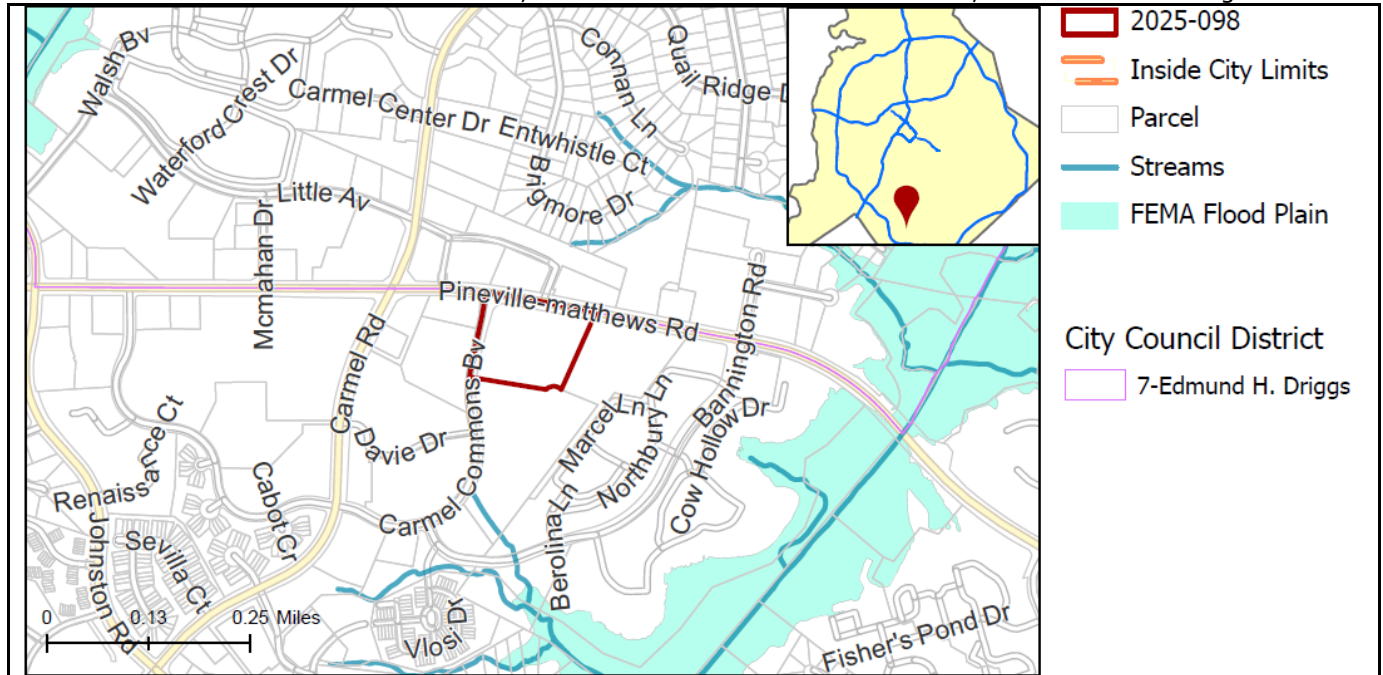 Walsh Bv
Waterford Crest Dr
Carmel Center Dr
Entwhistle Ct
Connan Ln
Quail Ridge D
Brigmore Dr
Little Av
Mcmahan Dr
Pineville-matthews Rd
Carmel Rd
Carmel Commons Bv
Bannington Rd
Marcel Ln
Northbury Ln
Cow Hollow Dr
Davie Dr
Renaissance Ct
Cabot Cr
Sevilla Ct
Johnston Rd
Berolina Ln
Vlosi Dr
Fisher's Pond Dr
0 0.13 0.25 Miles
2025-098
Inside City Limits
Parcel
Streams
FEMA Flood Plain
City Council District
7-Edmund H. Driggs